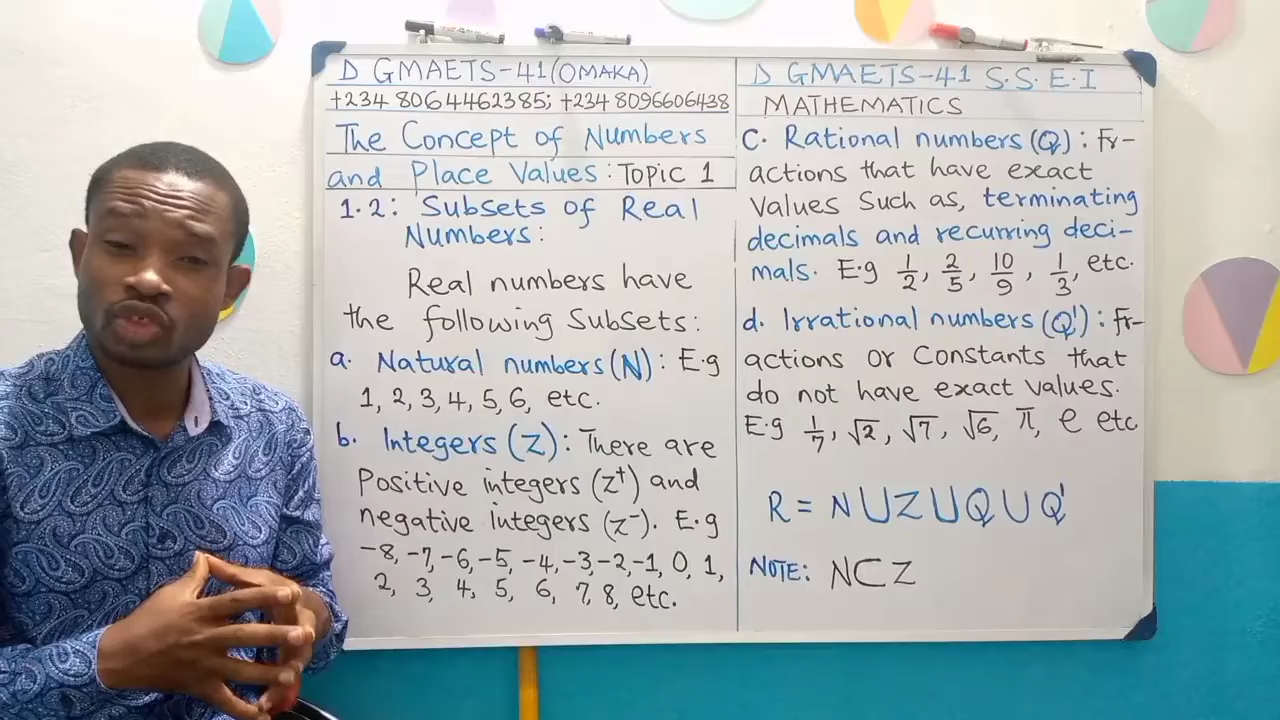 D GMAETS-41 (OMAKA)
+234 8064462385; +234 8096606438
The Concept of Numbers
and Place Values: Topic 1
1.2: Subsets of Real
Numbers:
Real numbers have
the following Subsets:
a. Natural numbers (N): E.g
1, 2, 3, 4, 5, 6, etc.
b. Integers (Z): There are
Positive integers (Z⁺) and
negative integers (Z⁻). E.g
-8, -7, -6, -5, -4, -3, -2, -1, 0, 1,
2, 3, 4, 5, 6, 7, 8, etc.
D GMAETS-41 S.S.E.I
MATHEMATICS
C. Rational numbers (Q): Fr-
actions that have exact
Values Such as, terminating
decimals and recurring deci-
mals. E.g 1/2, 2/5, 10/9, 1/3, etc.
d. Irrational numbers (Q'): Fr-
actions or Constants that
do not have exact values.
E.g 1/7, √2, √7, √6, π, e etc
R = N U Z U Q U Q'
NOTE: N⊂Z